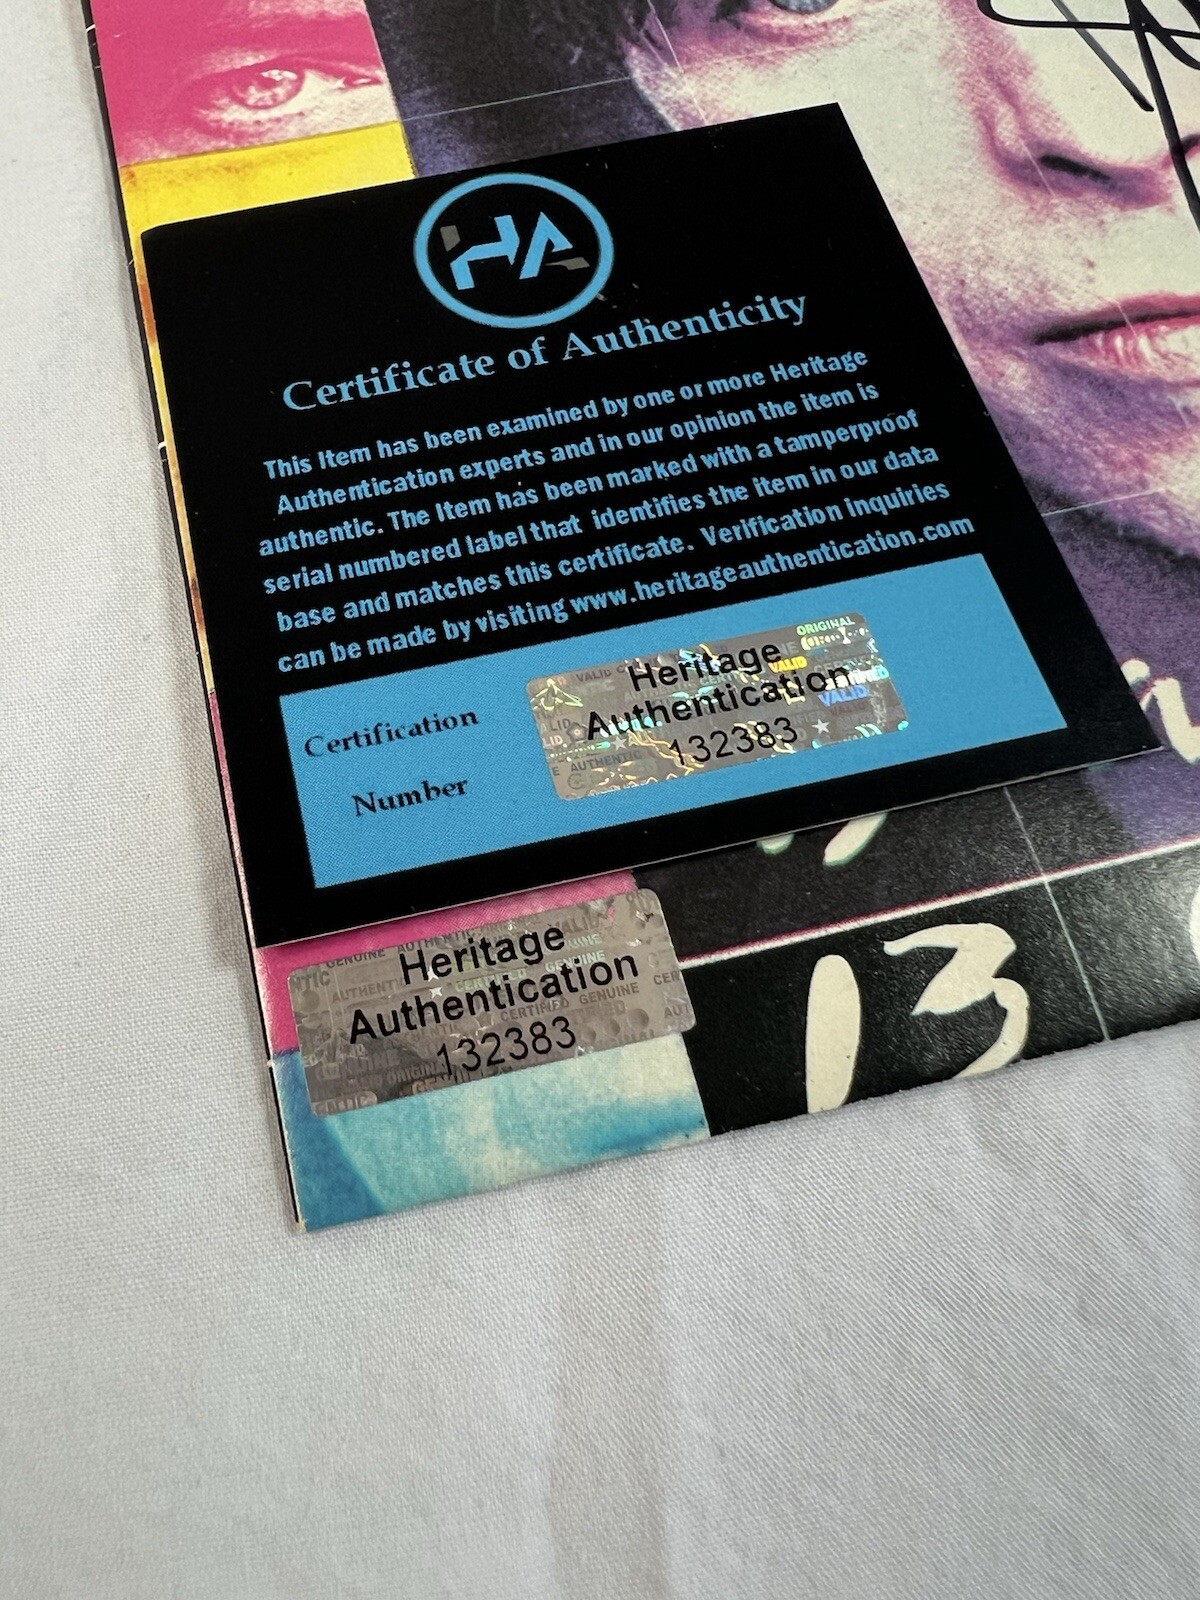 HA
Certificate of Authenticity
This Item has been examined by one or more Heritage
Authentication experts and in our opinion the item is
authentic. The Item has been marked with a tamperproof
serial numbered label that identifies the item in our data
base and matches this certificate. Verification inquiries
can be made by visiting www.heritageauthentication.com
Certification
Number
Heritage
Authentication
132383
Heritage
Authentication
132383
13